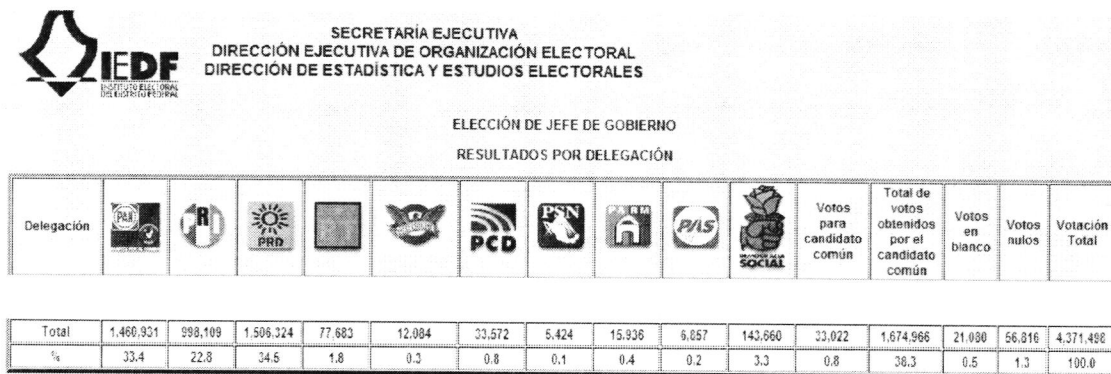 IEDF
INSTITUTO ELECTORAL
DEL DISTRITO FEDERAL
SECRETARÍA EJECUTIVA
DIRECCIÓN EJECUTIVA DE ORGANIZACIÓN ELECTORAL
DIRECCIÓN DE ESTADÍSTICA Y ESTUDIOS ELECTORALES
ELECCIÓN DE JEFE DE GOBIERNO
RESULTADOS POR DELEGACIÓN
Delegación PAN PRI PRD PCD PSN PARM PAS DEMOCRACIA SOCIAL Votos para candidato común Total de votos obtenidos por el candidato común Votos en blanco Votos nulos Votación Total
Total 1,460,931 998,109 1,506,324 77,683 12,084 33,572 5,424 15,936 6,857 143,660 33,022 1,674,966 21,080 56,816 4,371,498
% 33.4 22.8 34.5 1.8 0.3 0.8 0.1 0.4 0.2 3.3 0.8 38.3 0.5 1.3 100.0